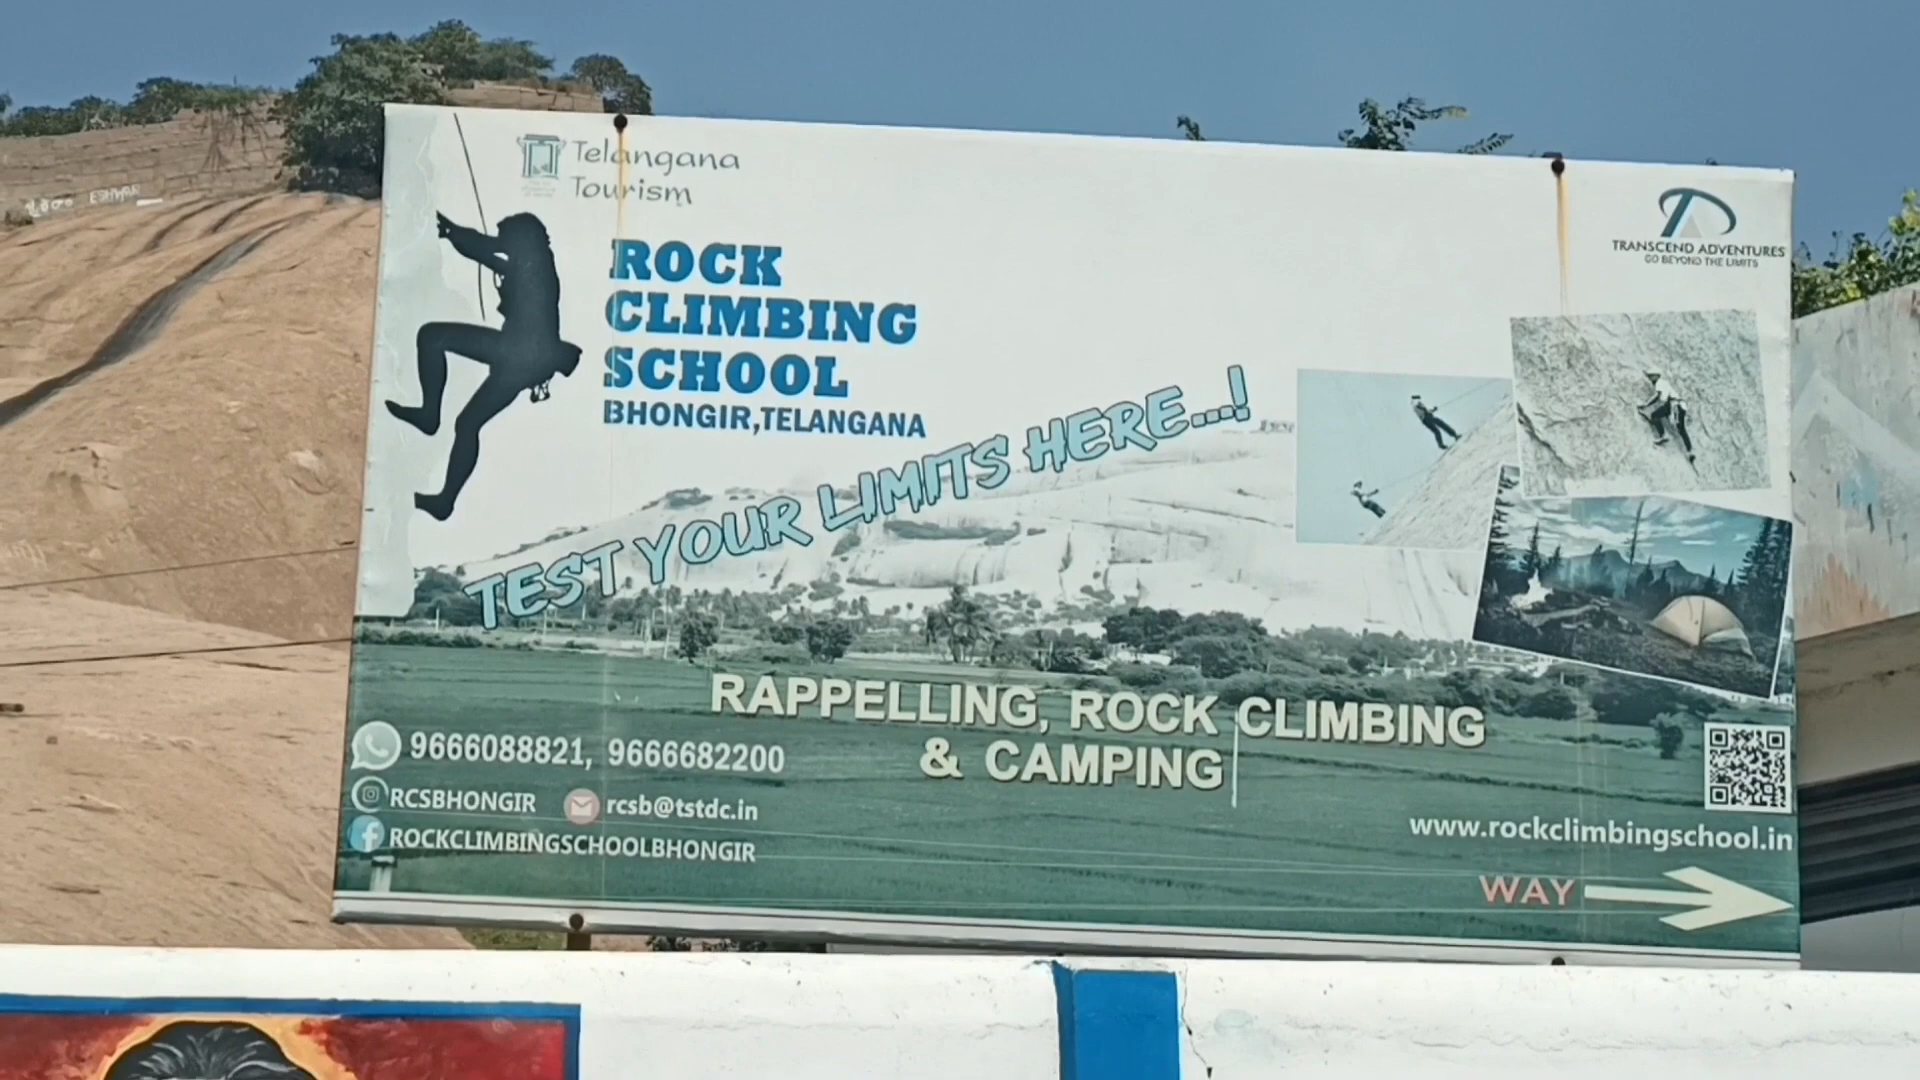 ESHWAR
Telangana
Tourism
TRANSCEND ADVENTURES
GO BEYOND THE LIMITS
ROCK
CLIMBING
SCHOOL
BHONGIR,TELANGANA
TEST YOUR LIMITS HERE...!
RAPPELLING, ROCK CLIMBING
& CAMPING
9666088821, 9666682200
RCSBHONGIR rcsb@tstdc.in
ROCKCLIMBINGSCHOOLBHONGIR
www.rockclimbingschool.in
WAY